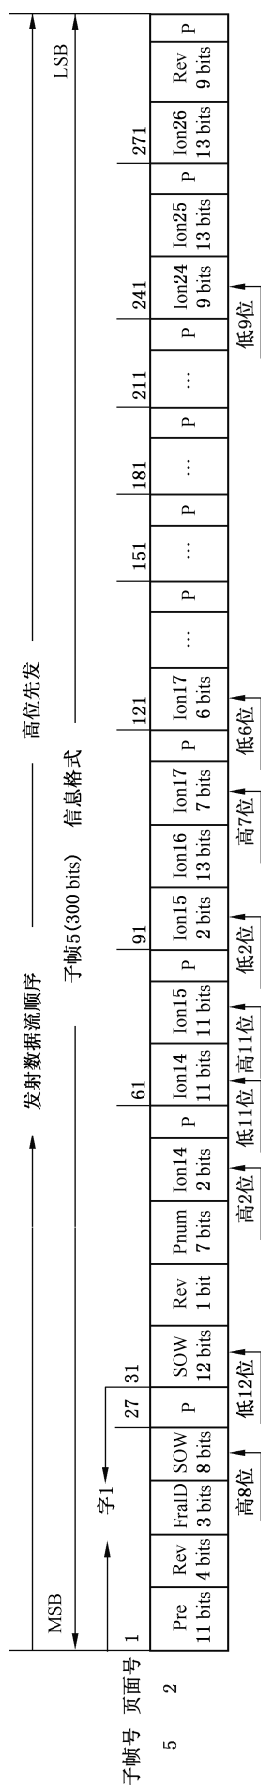 发射数据流顺序 高位先发
MSB 子帧5(300 bits) 信息格式 LSB
字1
子帧号 页面号 1 27 31 61 91 121 151 181 211 241 271
5 2 Pre Rev FraID SOW P SOW Rev Pnum Ion14 P Ion14 Ion15 P Ion15 Ion16 Ion17 P Ion17 … P … P … P … P Ion24 Ion25 P Ion26 Rev P
11 bits 4 bits 3 bits 8 bits 12 bits 1 bit 7 bits 2 bits 11 bits 11 bits 2 bits 13 bits 7 bits 6 bits 9 bits 13 bits 13 bits 9 bits
高8位 低12位 高2位 低11位 高11位 低2位 高7位 低6位 低9位